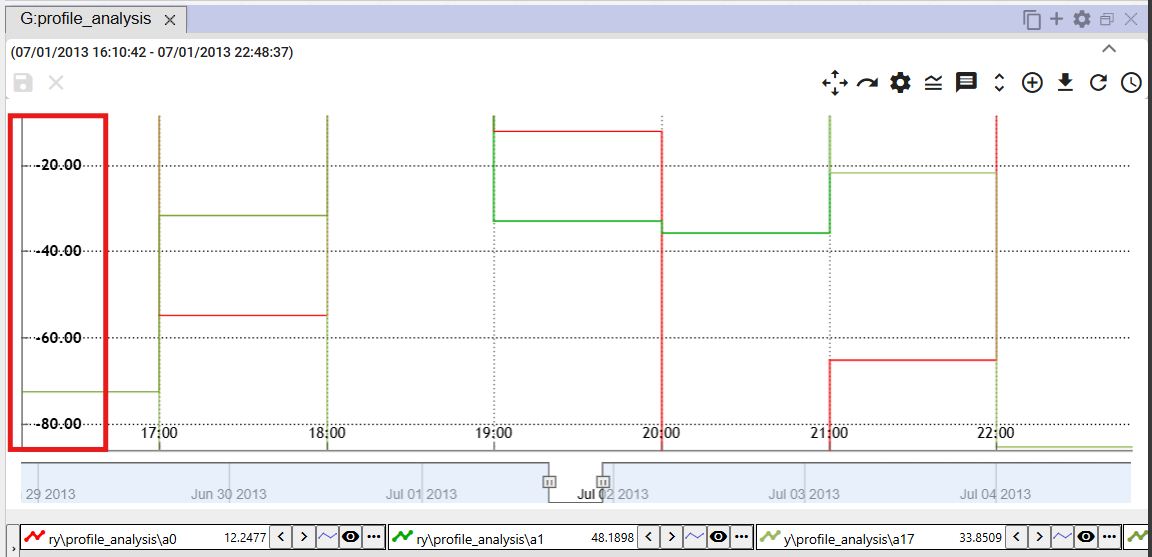 G:profile_analysis
(07/01/2013 16:10:42 - 07/01/2013 22:48:37)
-20.00
-40.00
-60.00
-80.00
17:00 18:00 19:00 20:00 21:00 22:00
29 2013 Jun 30 2013 Jul 01 2013 Jul 02 2013 Jul 03 2013 Jul 04 2013
ry\profile_analysis\a0 12.2477 ry\profile_analysis\a1 48.1898 y\profile_analysis\a17 33.8509